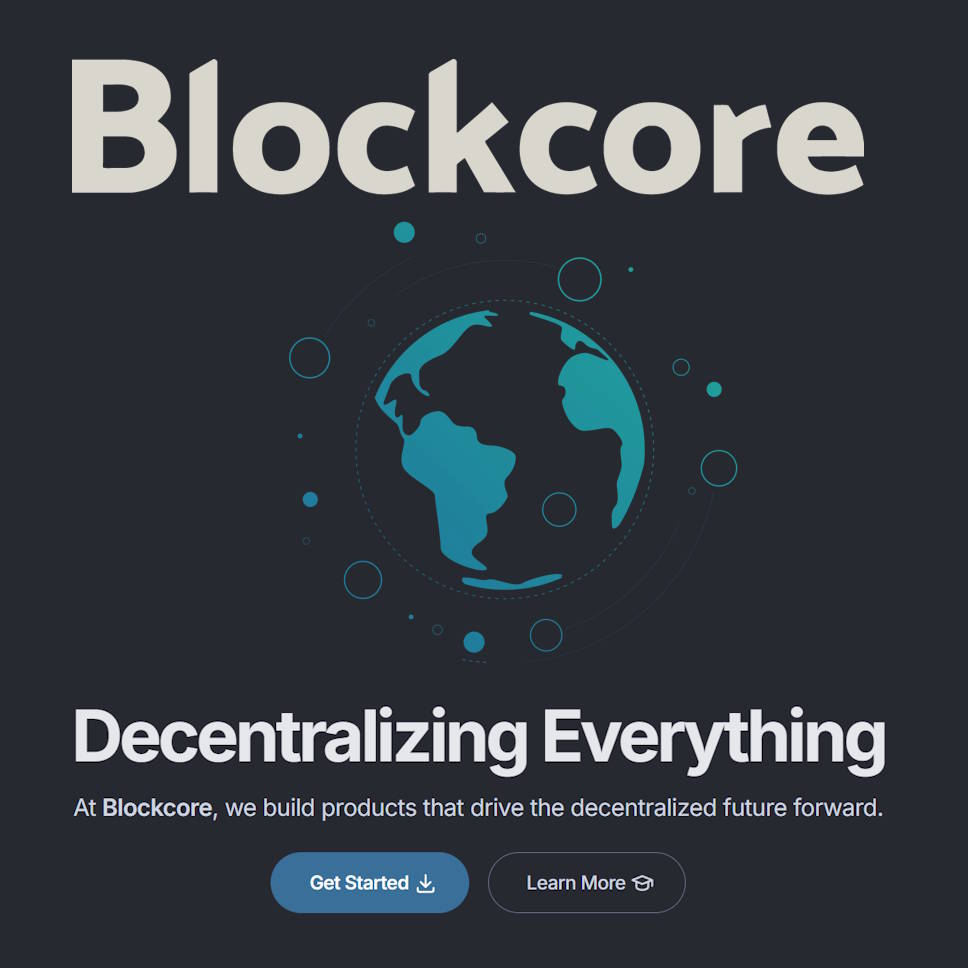 Blockcore
Decentralizing Everything
At Blockcore, we build products that drive the decentralized future forward.
Get Started
Learn More